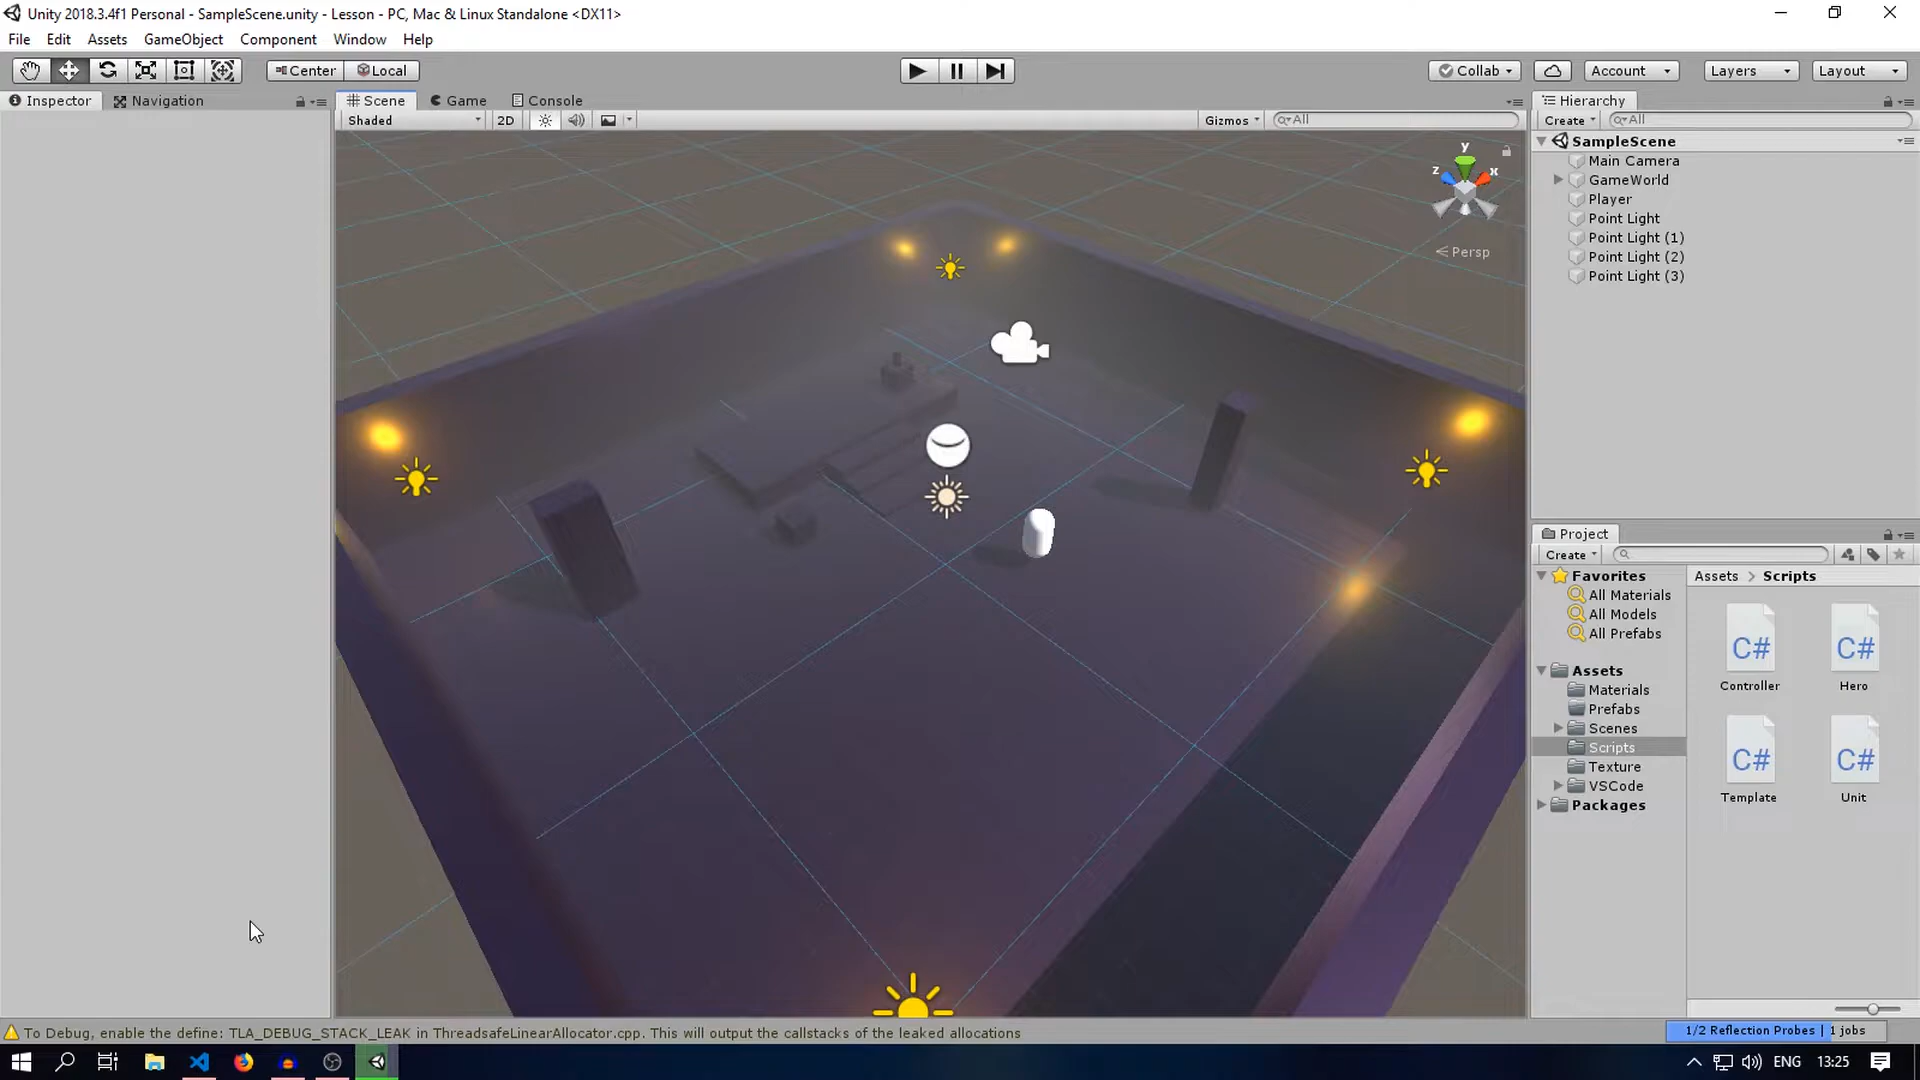 Unity 2018.3.4f1 Personal - SampleScene.unity - Lesson - PC, Mac & Linux Standalone <DX11>
File Edit Assets GameObject Component Window Help
Center Local
Collab Account Layers Layout
Inspector Navigation
Scene Game Console
Shaded 2D Gizmos All
y
z x
Persp
Hierarchy
Create All
SampleScene
Main Camera
GameWorld
Player
Point Light
Point Light (1)
Point Light (2)
Point Light (3)
Project
Create
Favorites
All Materials
All Models
All Prefabs
Assets
Materials
Prefabs
Scenes
Scripts
Texture
VSCode
Packages
Assets > Scripts
C# C#
Controller Hero
C# C#
Template Unit
To Debug, enable the define: TLA_DEBUG_STACK_LEAK in ThreadsafeLinearAllocator.cpp. This will output the callstacks of the leaked allocations
1/2 Reflection Probes | 1 jobs
ENG 13:25